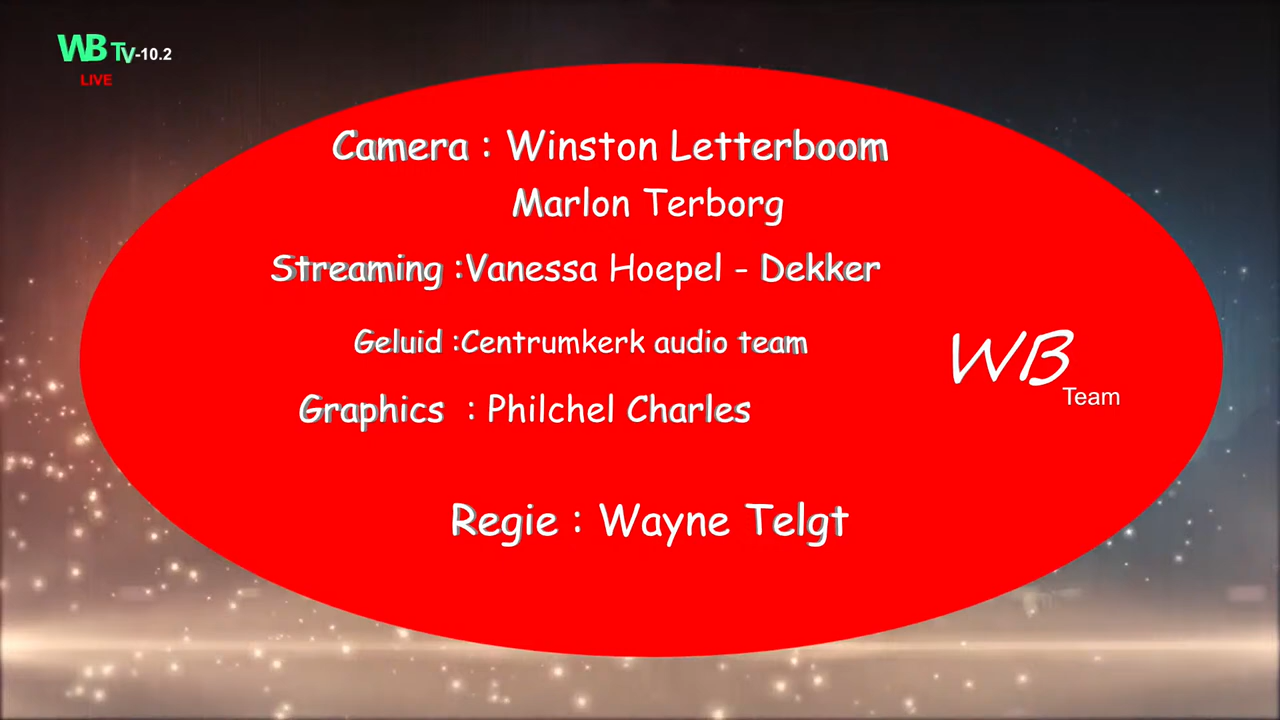 WB TV-10.2
LIVE
Camera : Winston Letterboom
Marlon Terborg
Streaming :Vanessa Hoepel - Dekker
Geluid :Centrumkerk audio team
WB
Team
Graphics : Philchel Charles
Regie : Wayne Telgt